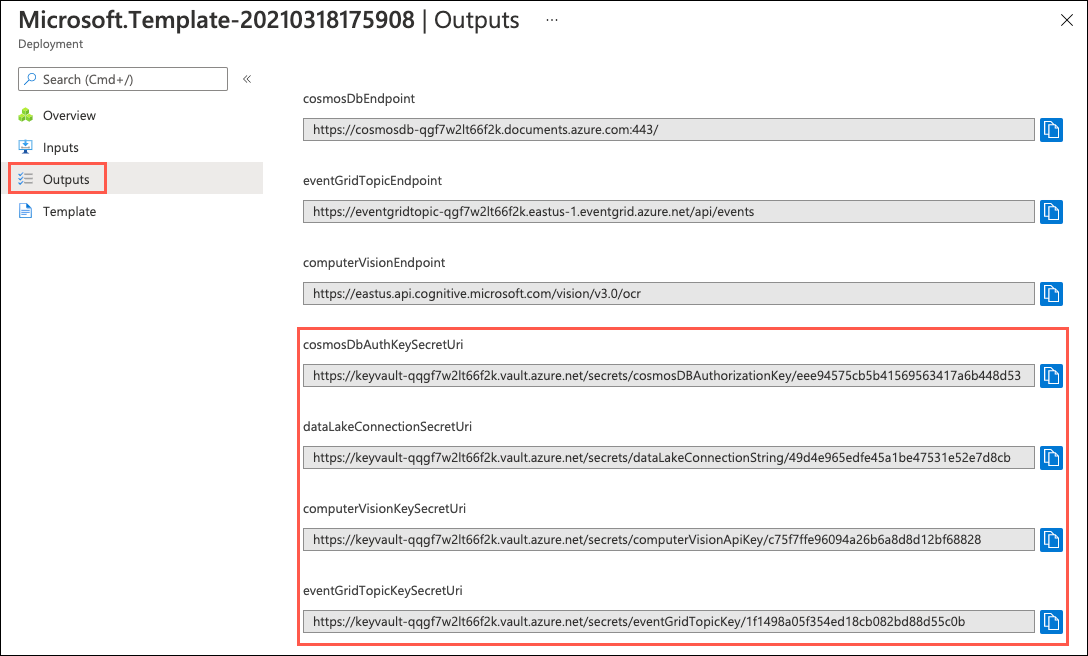 Microsoft.Template-20210318175908 | Outputs ...
Deployment
Search (Cmd+/)
«
Overview
Inputs
Outputs
Template
cosmosDbEndpoint
https://cosmosdb-qgf7w2lt66f2k.documents.azure.com:443/
eventGridTopicEndpoint
https://eventgridtopic-qgf7w2lt66f2k.eastus-1.eventgrid.azure.net/api/events
computerVisionEndpoint
https://eastus.api.cognitive.microsoft.com/vision/v3.0/ocr
cosmosDbAuthKeySecretUri
https://keyvault-qqgf7w2lt66f2k.vault.azure.net/secrets/cosmosDBAuthorizationKey/eee94575cb5b41569563417a6b448d53
dataLakeConnectionSecretUri
https://keyvault-qqgf7w2lt66f2k.vault.azure.net/secrets/dataLakeConnectionString/49d4e965edfe45a1be47531e52e7d8cb
computerVisionKeySecretUri
https://keyvault-qqgf7w2lt66f2k.vault.azure.net/secrets/computerVisionApiKey/c75f7ffe96094a26b6a8d8d12bf68828
eventGridTopicKeySecretUri
https://keyvault-qqgf7w2lt66f2k.vault.azure.net/secrets/eventGridTopicKey/1f1498a05f354ed18cb082bd88d55c0b